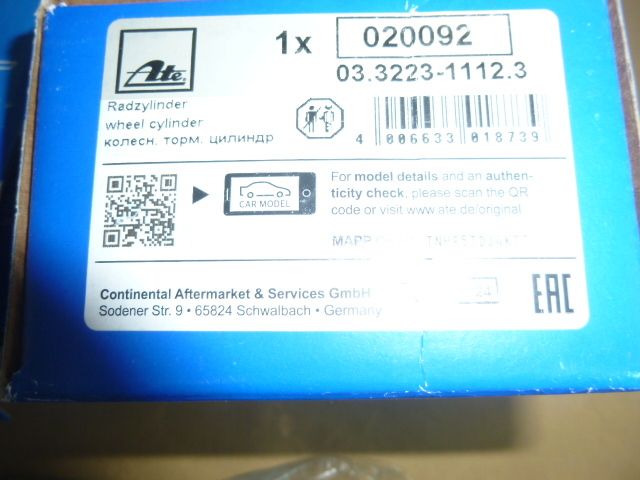 Ate
1x 020092
03.3223-1112.3
Radzylinder
wheel cylinder
колесн. торм. цилиндр
4 006633 018739
For model details and an authen-
ticity check, please scan the QR
code or visit www.ate.de/original
CAR MODEL
Continental Aftermarket & Services GmbH
Sodener Str. 9 • 65824 Schwalbach • Germany
24
EAC